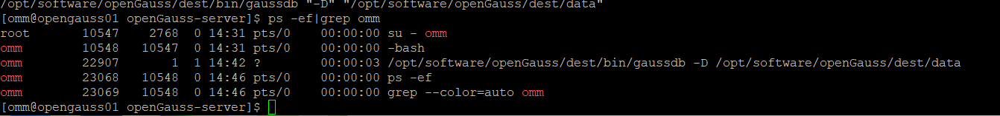 /opt/software/openGauss/dest/bin/gaussdb "-D" "/opt/software/openGauss/dest/data"
[omm@opengauss01 openGauss-server]$ ps -ef|grep omm
root     10547  2768  0 14:31 pts/0    00:00:00 su - omm
omm      10548 10547  0 14:31 pts/0    00:00:00 -bash
omm      22907     1  1 14:42 ?        00:00:03 /opt/software/openGauss/dest/bin/gaussdb -D /opt/software/openGauss/dest/data
omm      23068 10548  0 14:46 pts/0    00:00:00 ps -ef
omm      23069 10548  0 14:46 pts/0    00:00:00 grep --color=auto omm
[omm@opengauss01 openGauss-server]$